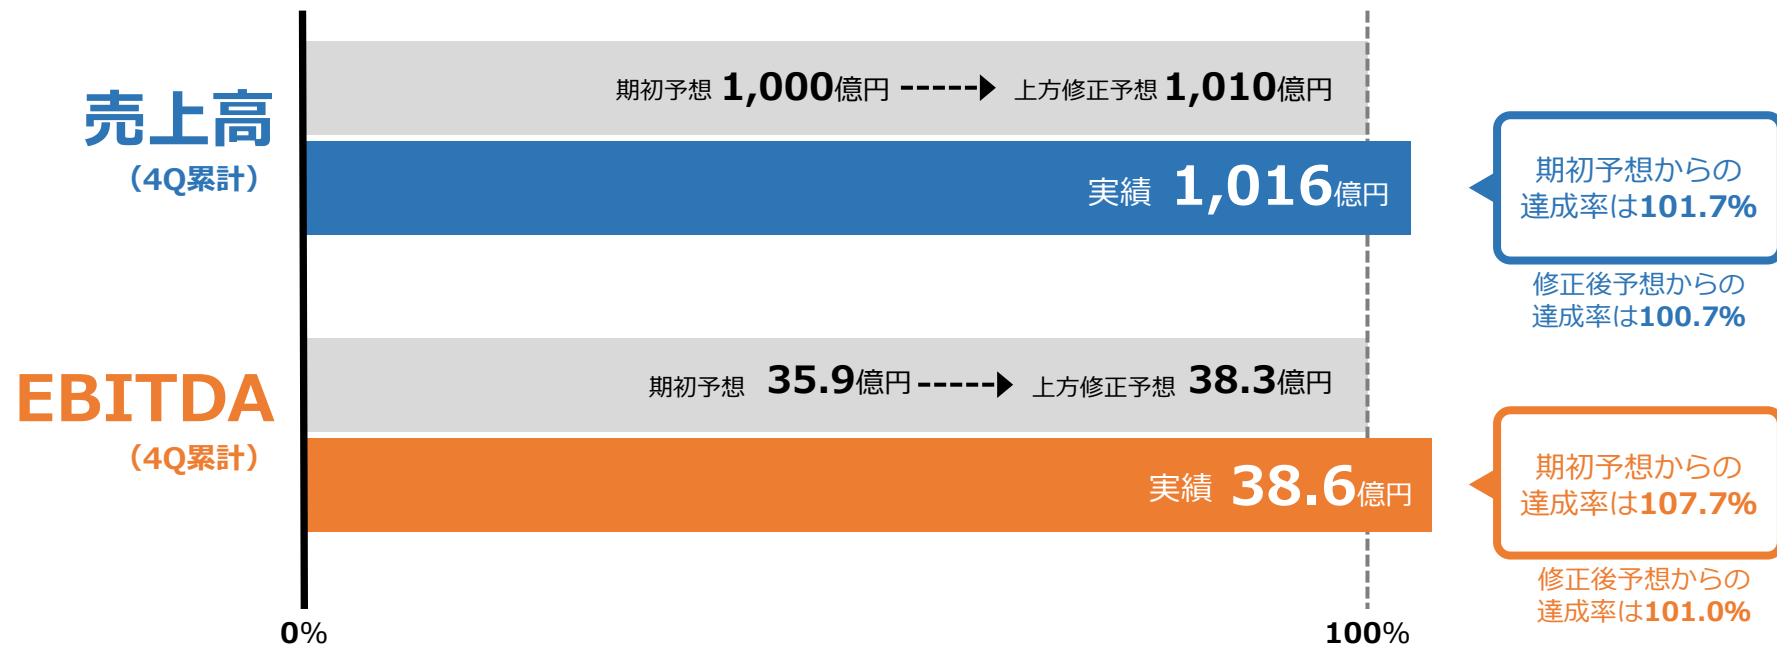 売上高
（4Q累計）
期初予想 1,000億円 上方修正予想 1,010億円
実績 1,016億円
期初予想からの
達成率は101.7%
修正後予想からの
達成率は100.7%
EBITDA
（4Q累計）
期初予想 35.9億円 上方修正予想 38.3億円
実績 38.6億円
期初予想からの
達成率は107.7%
修正後予想からの
達成率は101.0%
0% 100%